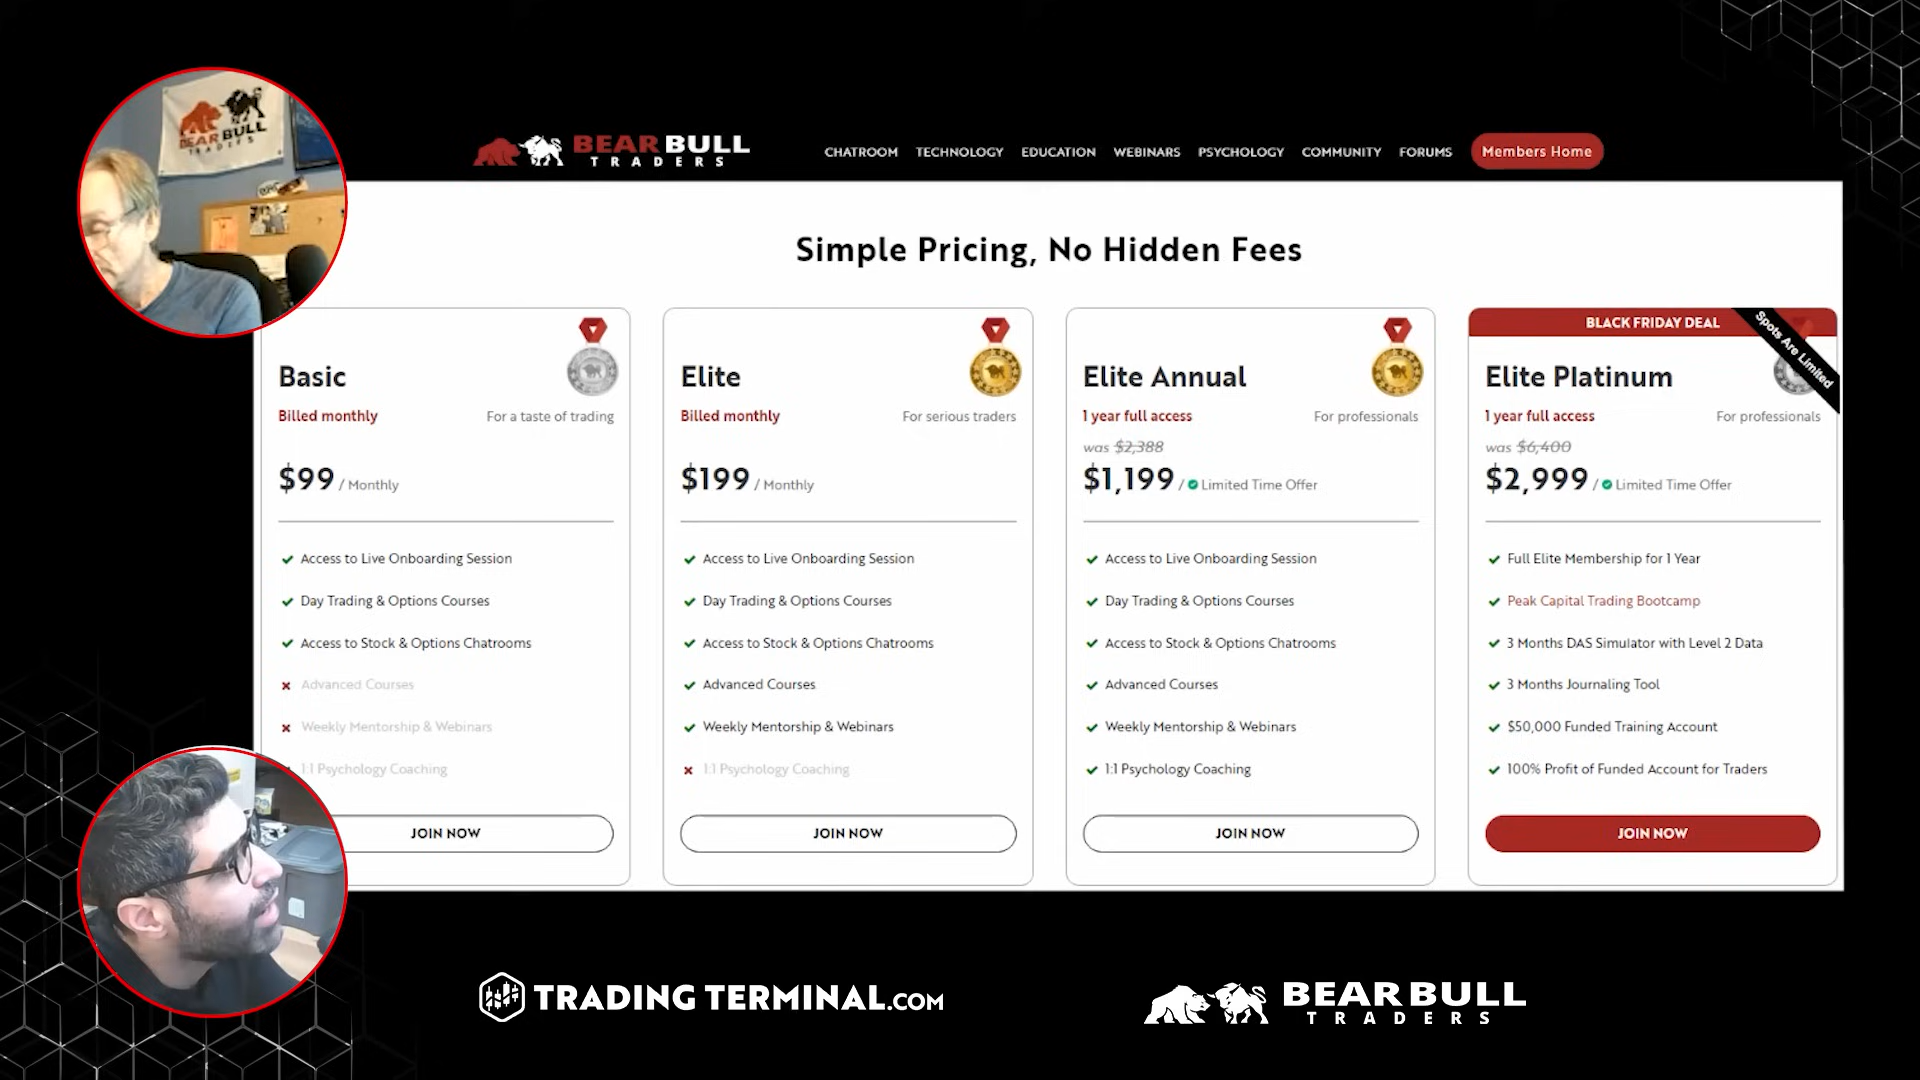 BEAR BULL
TRADERS
BEARBULL
TRADERS
CHATROOM TECHNOLOGY EDUCATION WEBINARS PSYCHOLOGY COMMUNITY FORUMS Members Home
Simple Pricing, No Hidden Fees
Basic
Billed monthly For a taste of trading
$99 / Monthly
Access to Live Onboarding Session
Day Trading & Options Courses
Access to Stock & Options Chatrooms
Advanced Courses
Weekly Mentorship & Webinars
1:1 Psychology Coaching
JOIN NOW
Elite
Billed monthly For serious traders
$199 / Monthly
Access to Live Onboarding Session
Day Trading & Options Courses
Access to Stock & Options Chatrooms
Advanced Courses
Weekly Mentorship & Webinars
1:1 Psychology Coaching
JOIN NOW
Elite Annual
1 year full access For professionals
was $2,388
$1,199 / Limited Time Offer
Access to Live Onboarding Session
Day Trading & Options Courses
Access to Stock & Options Chatrooms
Advanced Courses
Weekly Mentorship & Webinars
1:1 Psychology Coaching
JOIN NOW
BLACK FRIDAY DEAL
Spots Are Limited
Elite Platinum
1 year full access For professionals
was $6,400
$2,999 / Limited Time Offer
Full Elite Membership for 1 Year
Peak Capital Trading Bootcamp
3 Months DAS Simulator with Level 2 Data
3 Months Journaling Tool
$50,000 Funded Training Account
100% Profit of Funded Account for Traders
JOIN NOW
TRADING TERMINAL.COM
BEARBULL
TRADERS